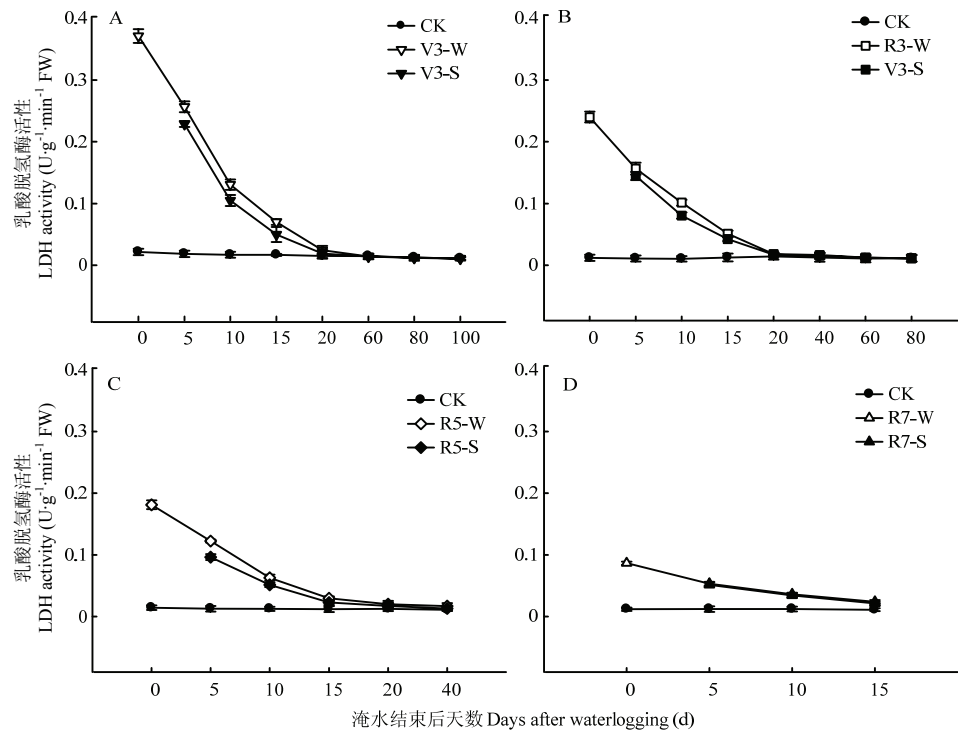 A
CK
V3-W
V3-S
0.4
0.3
0.2
0.1
0
0 5 10 15 20 60 80 100
乳酸脱氢酶活性
LDH activity (U·g⁻¹·min⁻¹ FW)
B
CK
R3-W
V3-S
0.4
0.3
0.2
0.1
0
0 5 10 15 20 40 60 80
C
CK
R5-W
R5-S
0.4
0.3
0.2
0.1
0
0 5 10 15 20 40
乳酸脱氢酶活性
LDH activity (U·g⁻¹·min⁻¹ FW)
D
CK
R7-W
R7-S
0.4
0.3
0.2
0.1
0
0 5 10 15
淹水结束后天数 Days after waterlogging (d)